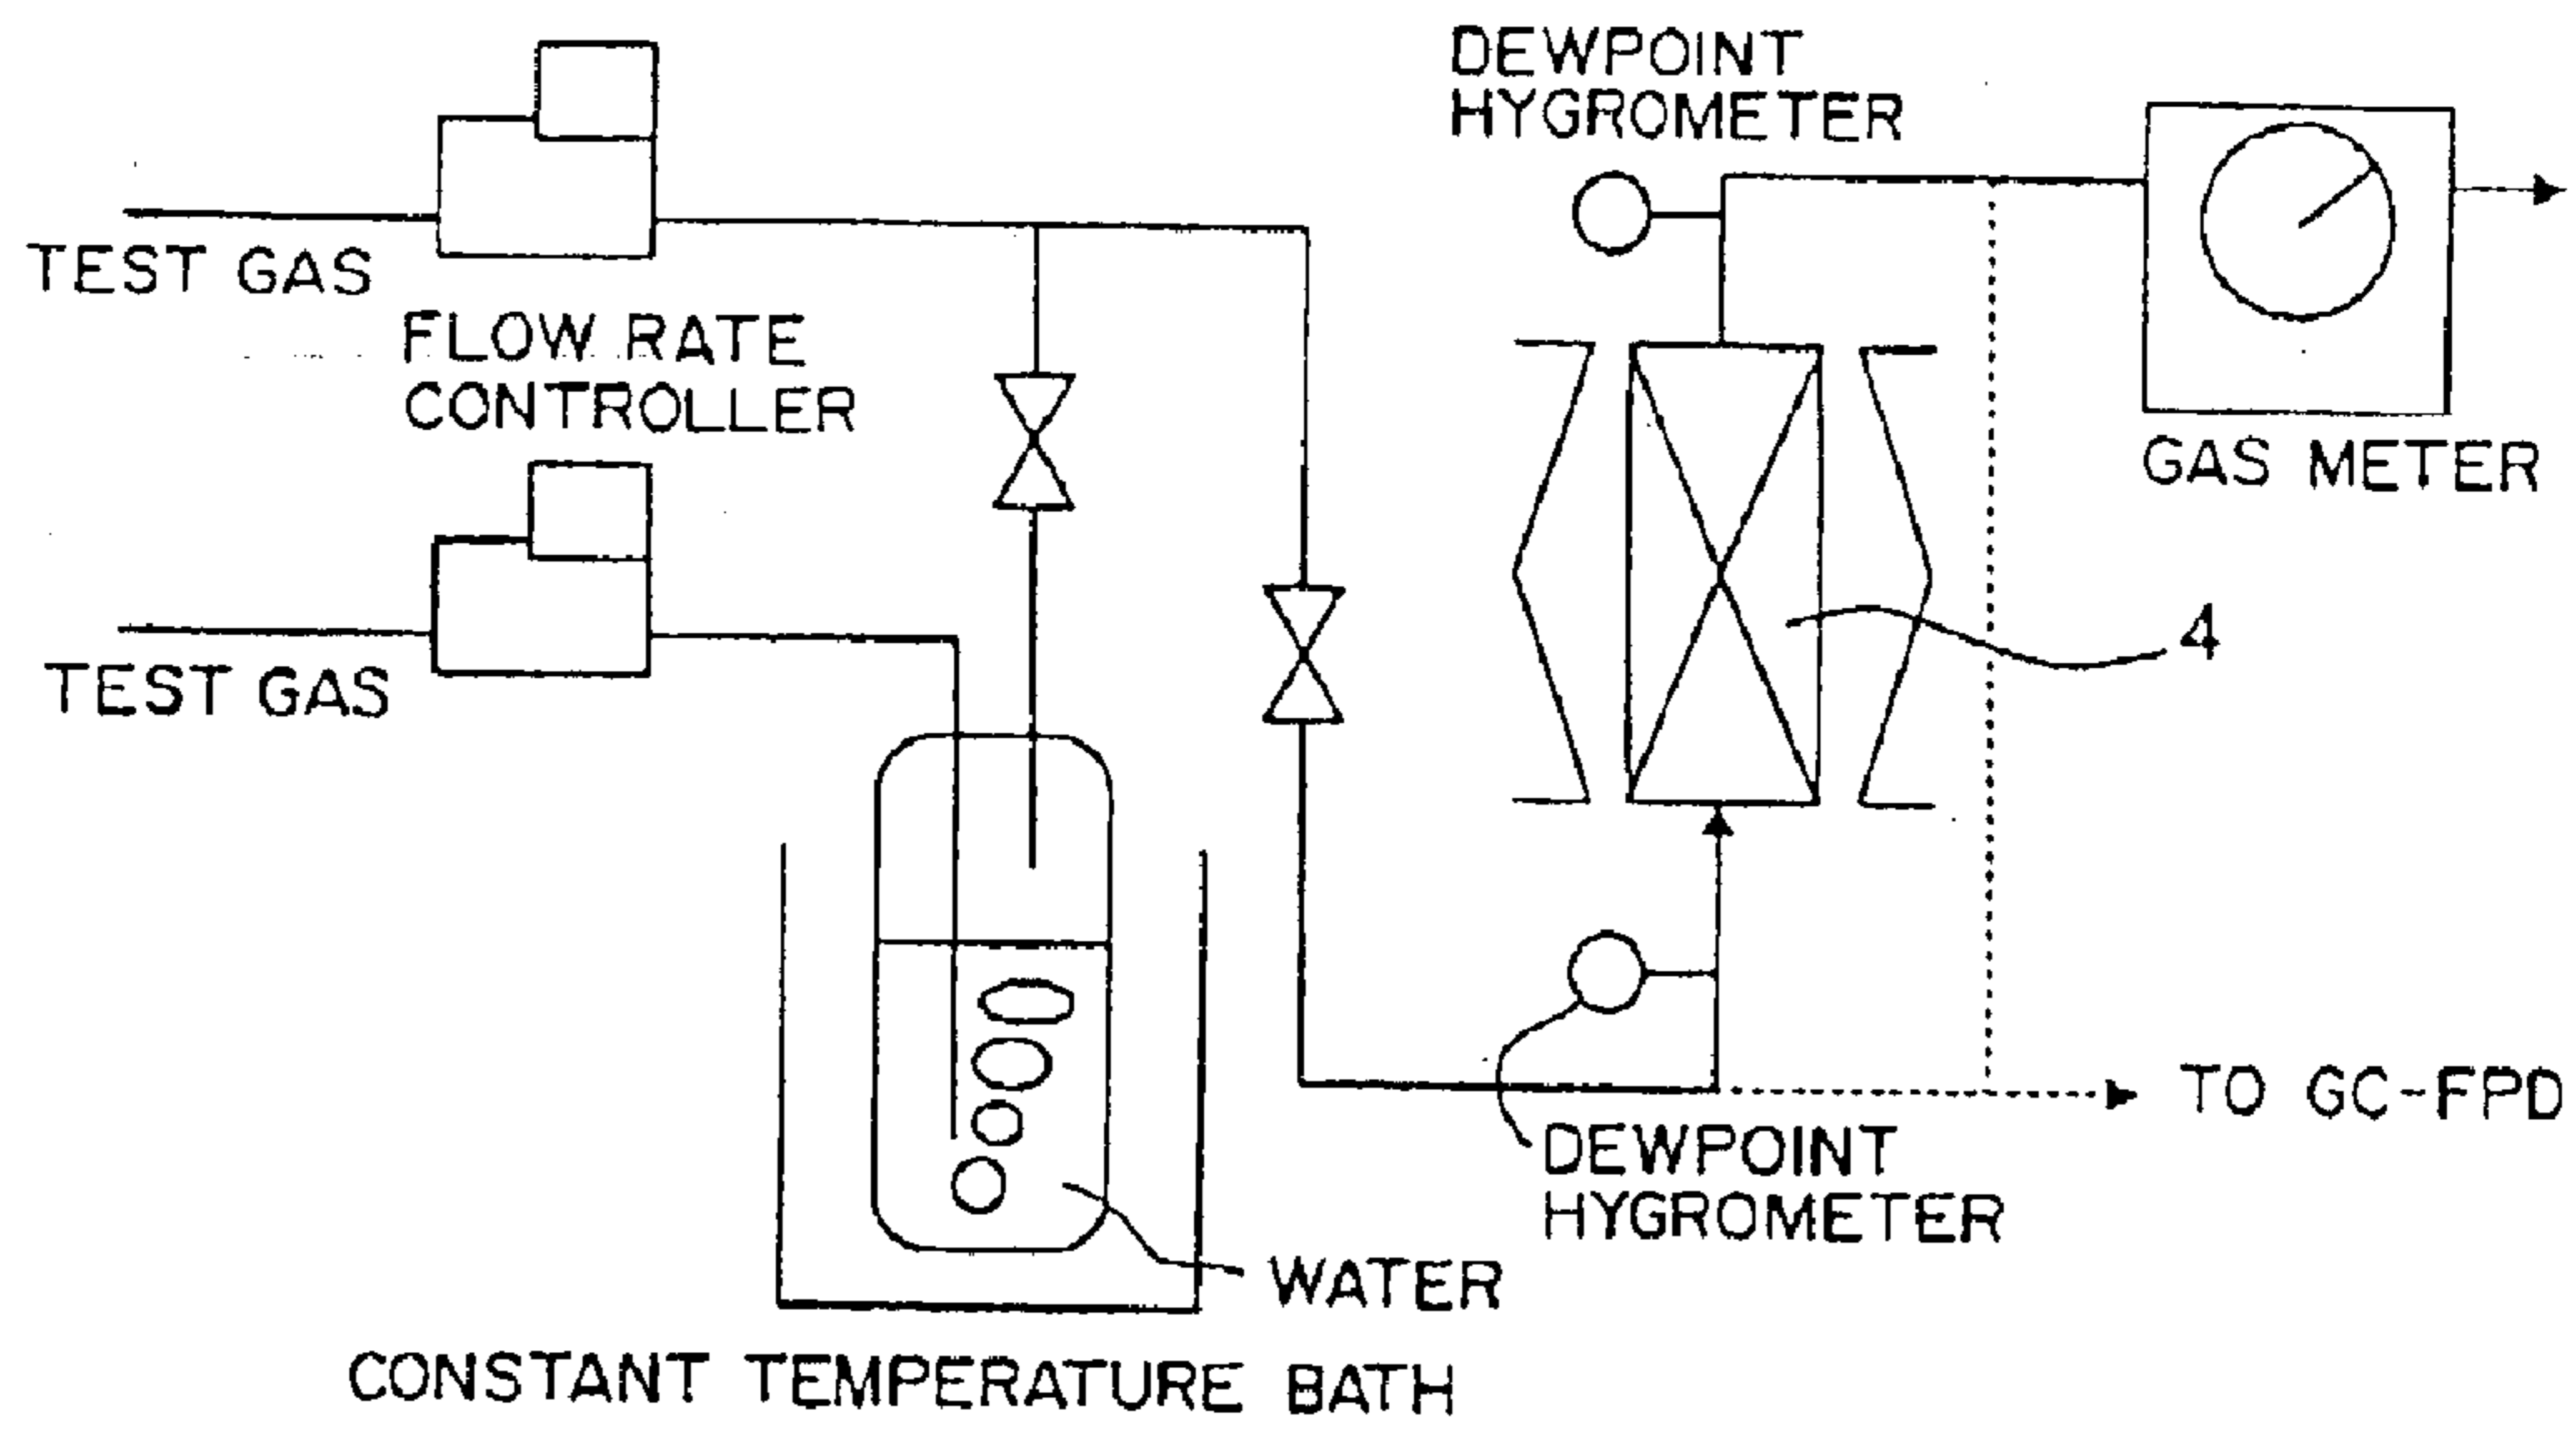 DEWPOINT
HYGROMETER
TEST GAS
FLOW RATE
CONTROLLER
GAS METER
4
TEST GAS
TO GC-FPD
DEWPOINT
HYGROMETER
WATER
CONSTANT TEMPERATURE BATH